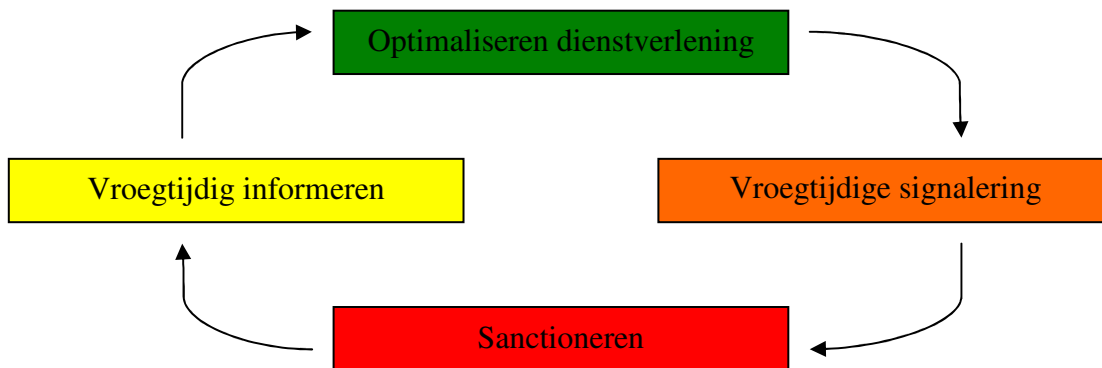 Optimaliseren dienstverlening
Vroegtijdig informeren
Vroegtijdige signalering
Sanctioneren